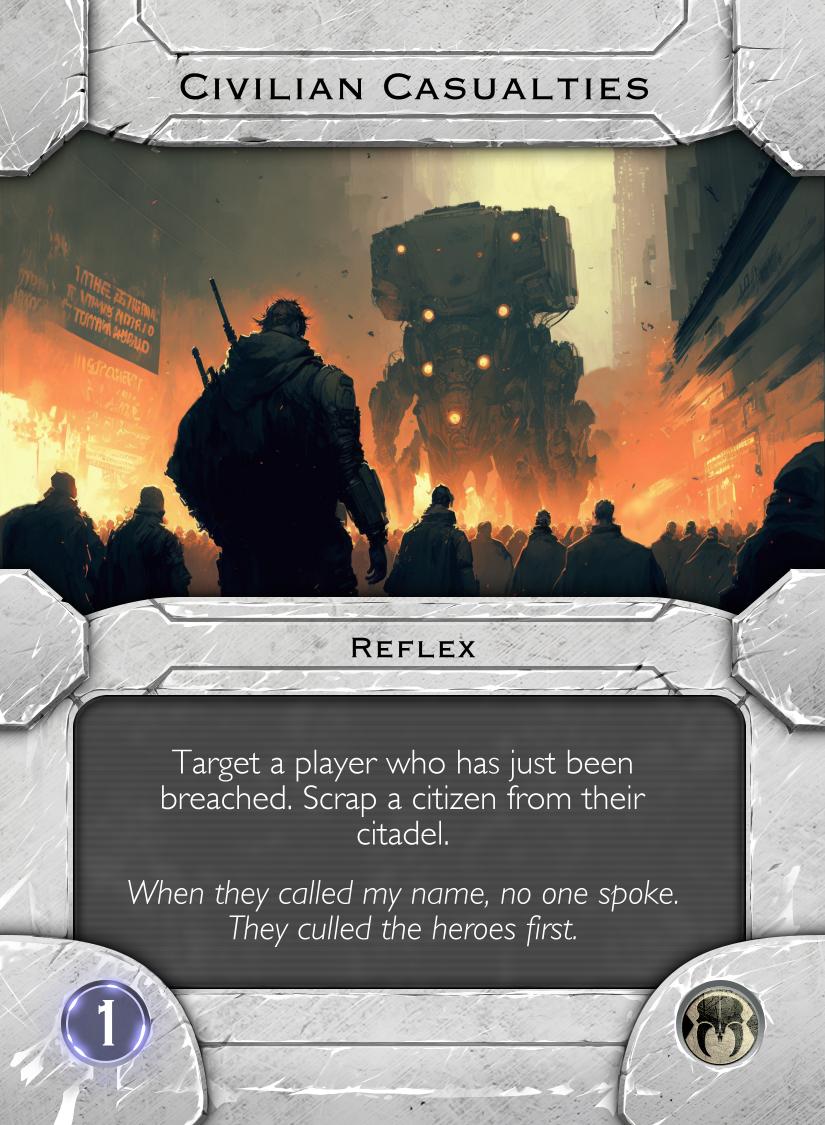 Civilian Casualties
Reflex
Target a player who has just been
breached. Scrap a citizen from their
citadel.
When they called my name, no one spoke.
They culled the heroes first.
1